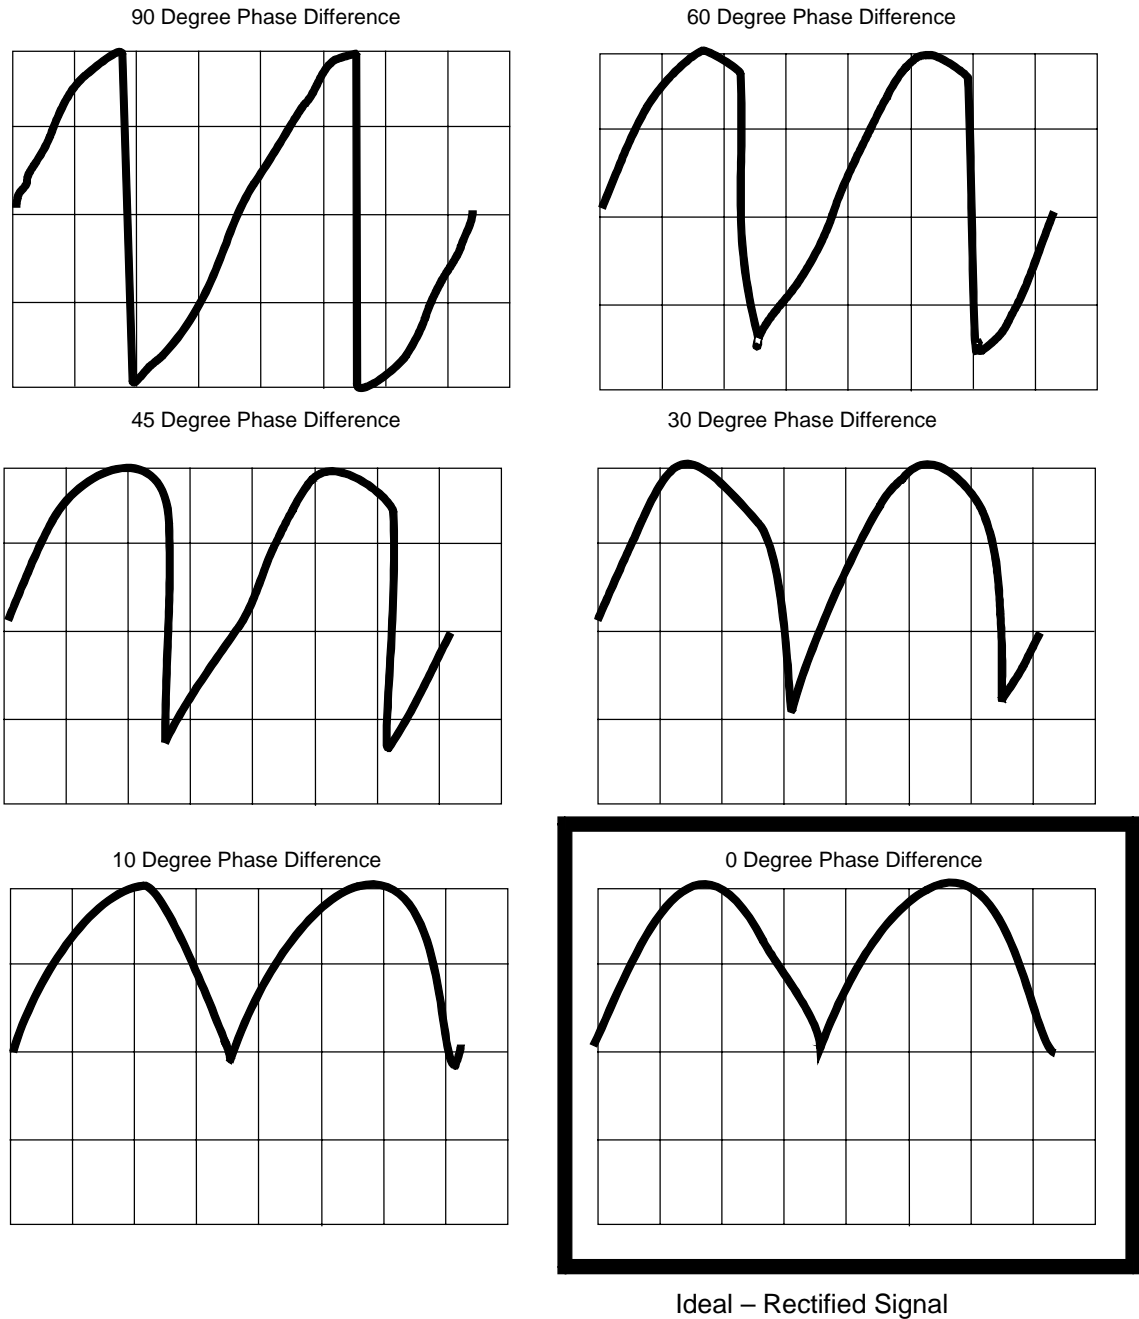 90 Degree Phase Difference
60 Degree Phase Difference
45 Degree Phase Difference
30 Degree Phase Difference
10 Degree Phase Difference
0 Degree Phase Difference
Ideal – Rectified Signal